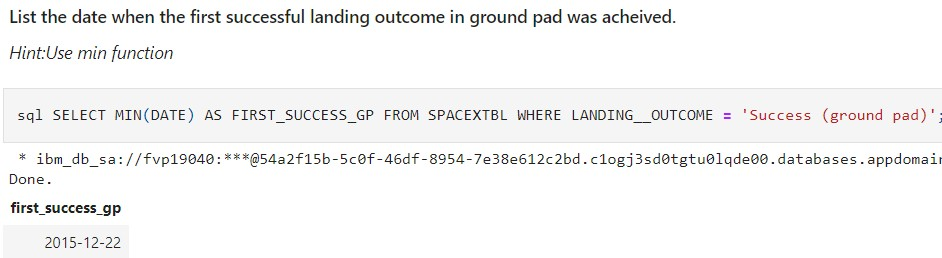 List the date when the first successful landing outcome in ground pad was acheived.
Hint:Use min function
sql SELECT MIN(DATE) AS FIRST_SUCCESS_GP FROM SPACEXTBL WHERE LANDING__OUTCOME = 'Success (ground pad)';
* ibm_db_sa://fvp19040:***@54a2f15b-5c0f-46df-8954-7e38e612c2bd.c1ogj3sd0tgtu0lqde00.databases.appdomain
Done.
first_success_gp
2015-12-22